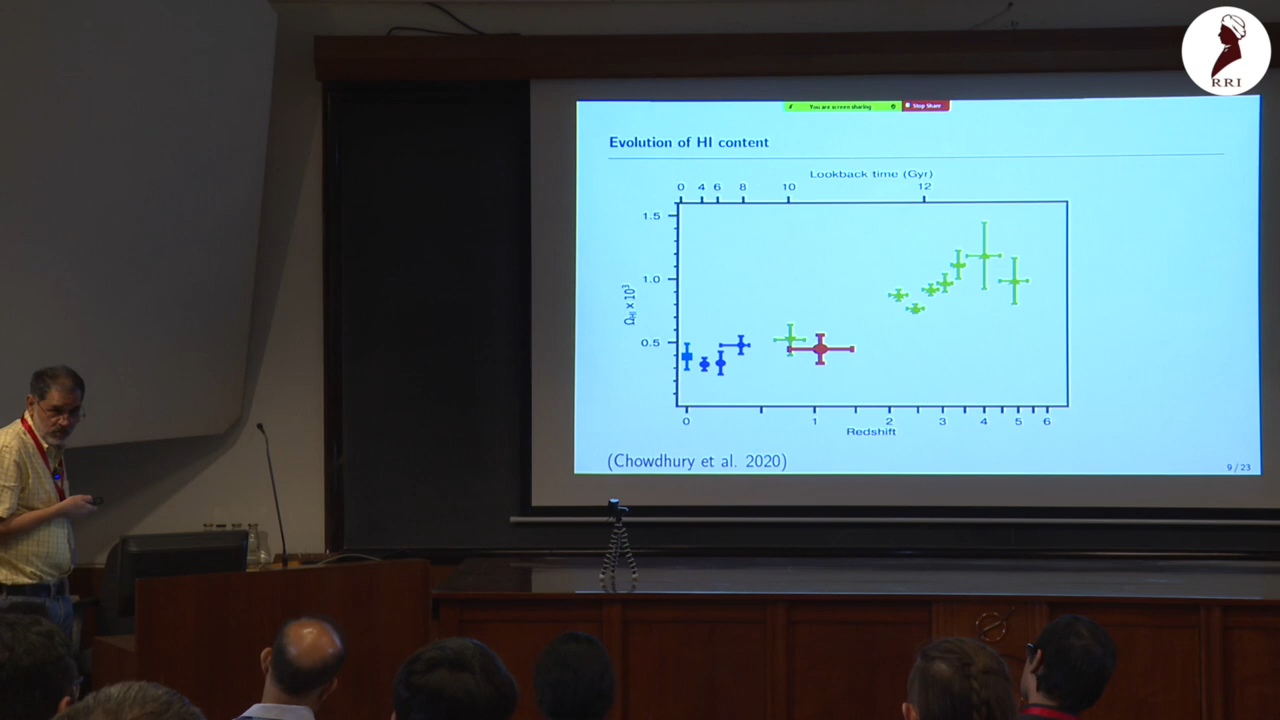 RRI
You are screen sharing Stop Share
Evolution of HI content
Lookback time (Gyr)
0 4 6 8 10 12
1.5
1.0
0.5
Ω_HI x 10³
0 1 2 3 4 5 6
Redshift
(Chowdhury et al. 2020)
9 / 23